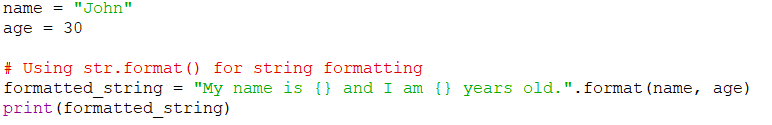 name = "John"
age = 30
# Using str.format() for string formatting
formatted_string = "My name is {} and I am {} years old.".format(name, age)
print(formatted_string)